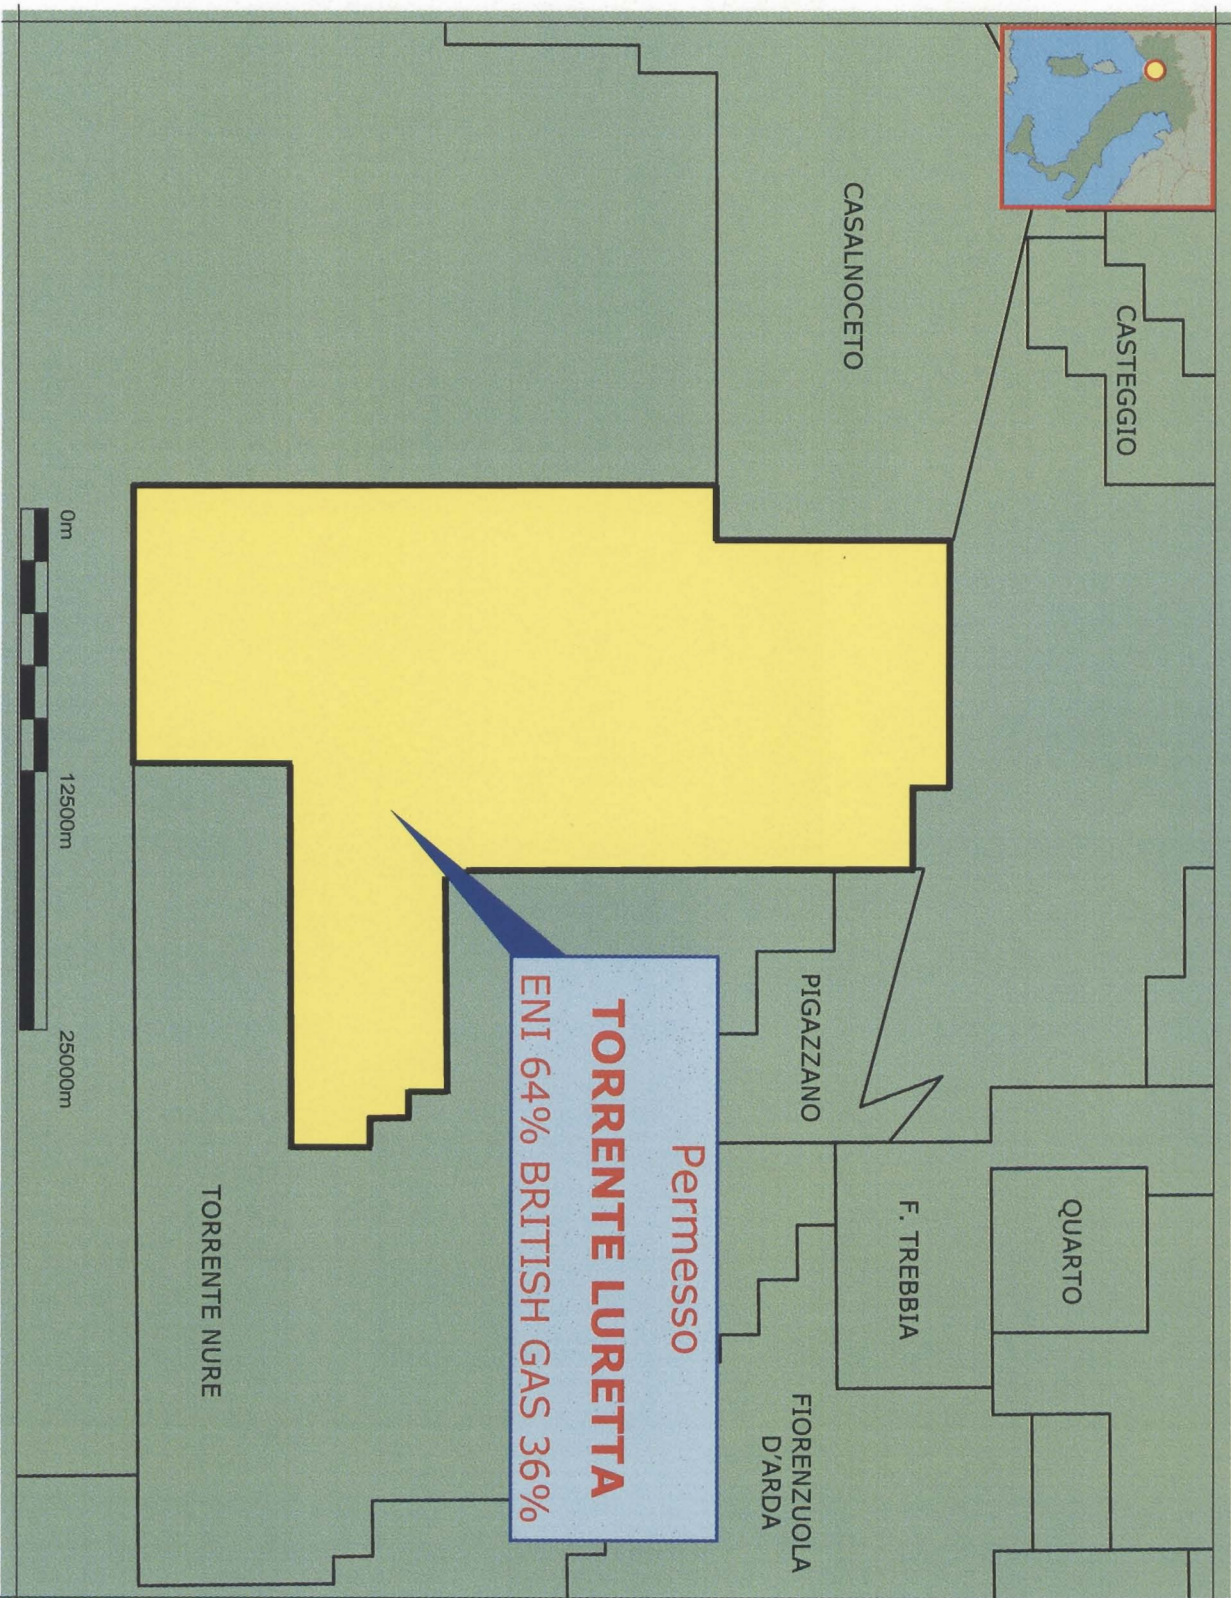 CASTEGGIO
CASALNOCETO
QUARTO
F. TREBBIA
PIGAZZANO
FIORENZUOLA
D'ARDA
Permesso
TORRENTE LURETTA
ENI 64% BRITISH GAS 36%
TORRENTE NURE
0m
12500m
25000m